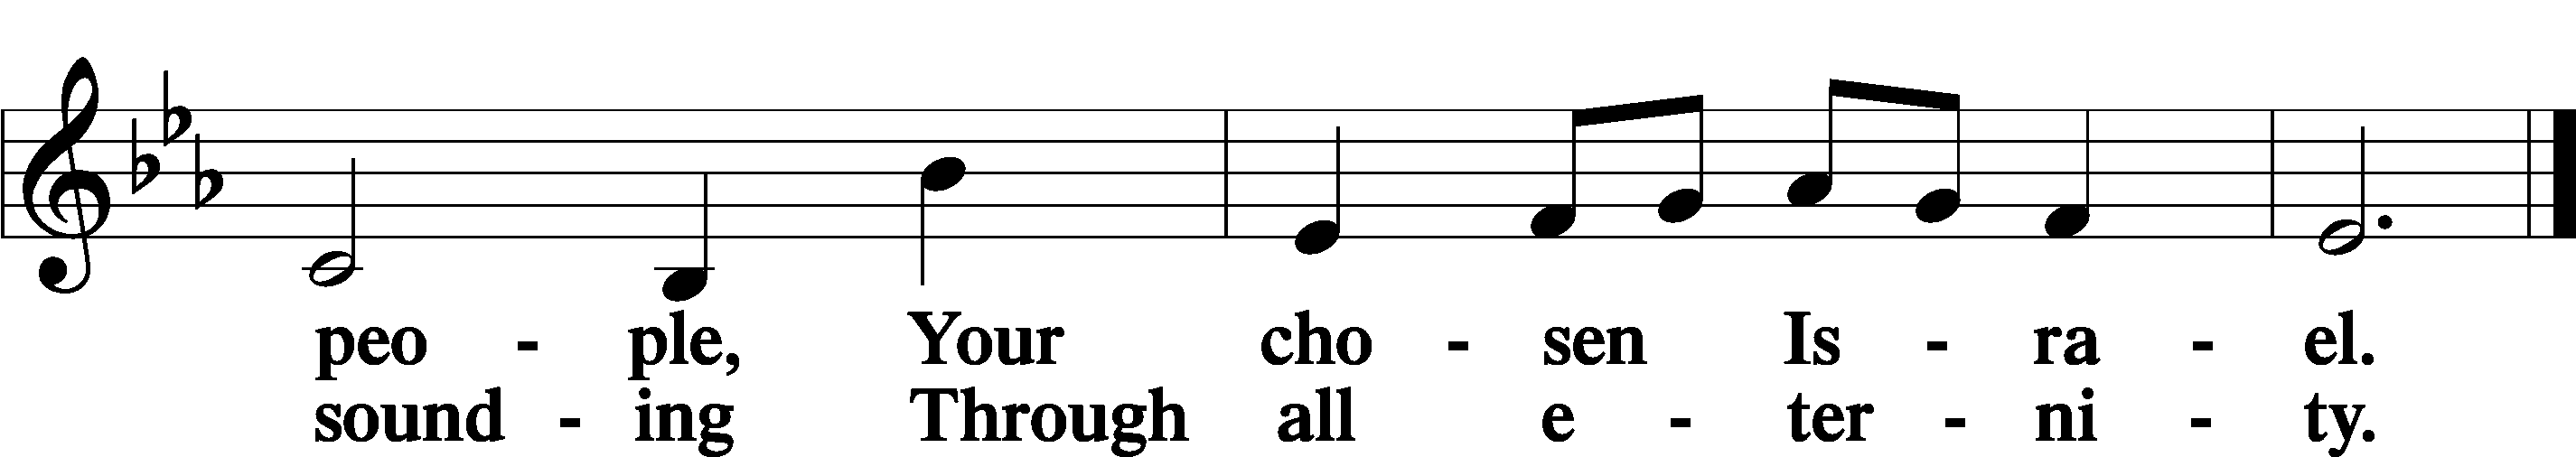 peo - ple, Your cho - sen Is - ra - el.
sound - ing Through all e - ter - ni - ty.